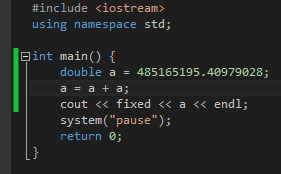 #include <iostream>
using namespace std;
int main() {
double a = 485165195.40979028;
a = a + a;
cout << fixed << a << endl;
system("pause");
return 0;
}